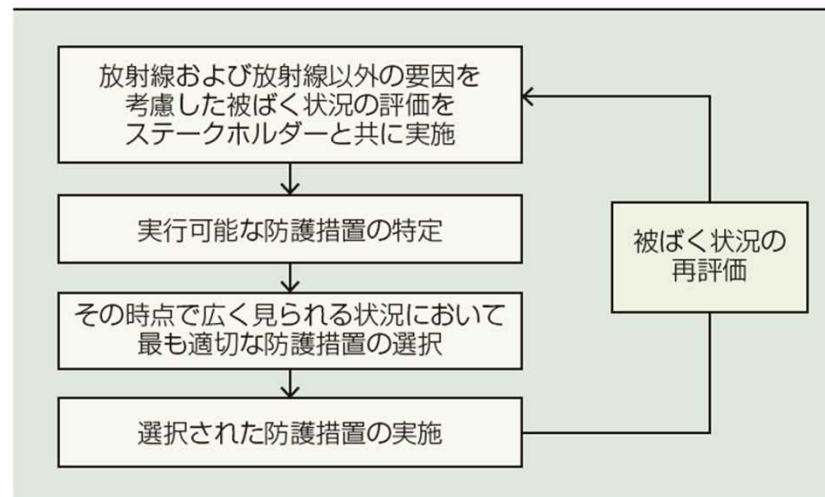 放射線および放射線以外の要因を
考慮した被ばく状況の評価を
ステークホルダーと共に実施
実行可能な防護措置の特定
その時点で広く見られる状況において
最も適切な防護措置の選択
選択された防護措置の実施
被ばく状況の
再評価